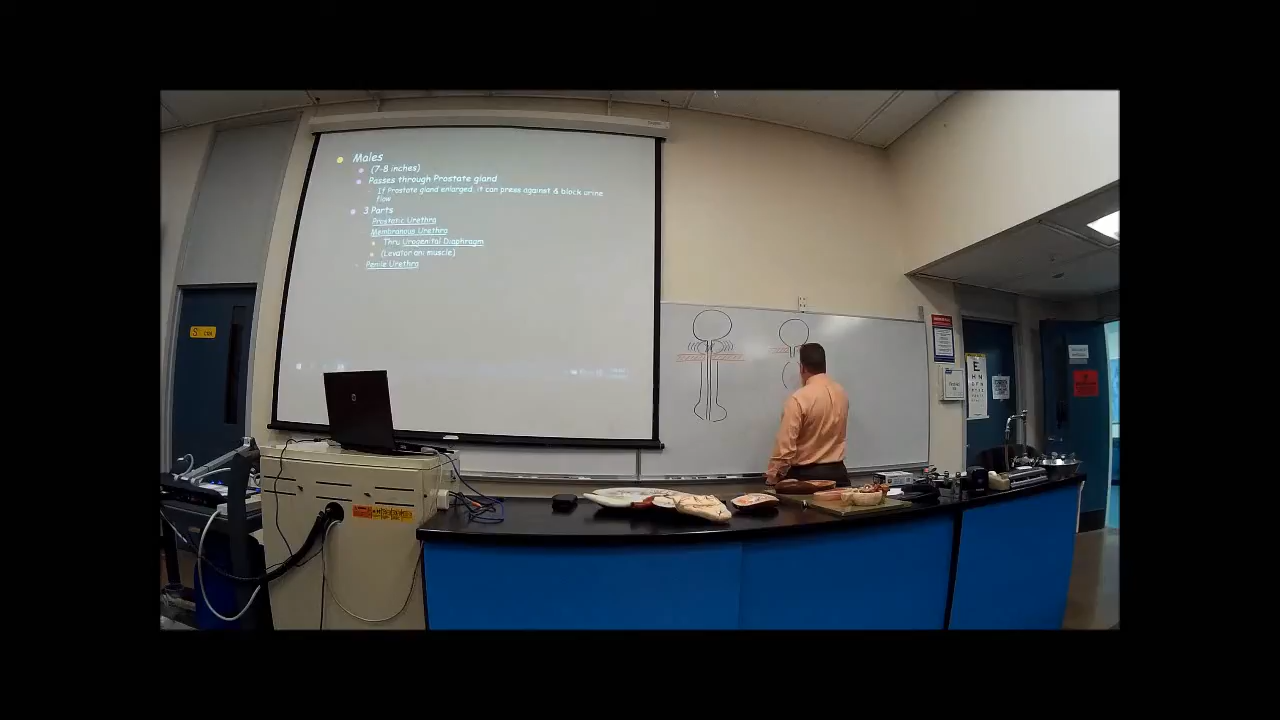 Males
(7-8 inches)
Passes through Prostate gland
If Prostate gland enlarged, it can press against & block urine
flow
3 Parts
Prostatic Urethra
Membranous Urethra
Thru Urogenital Diaphragm
(Levator ani muscle)
Penile Urethra
E